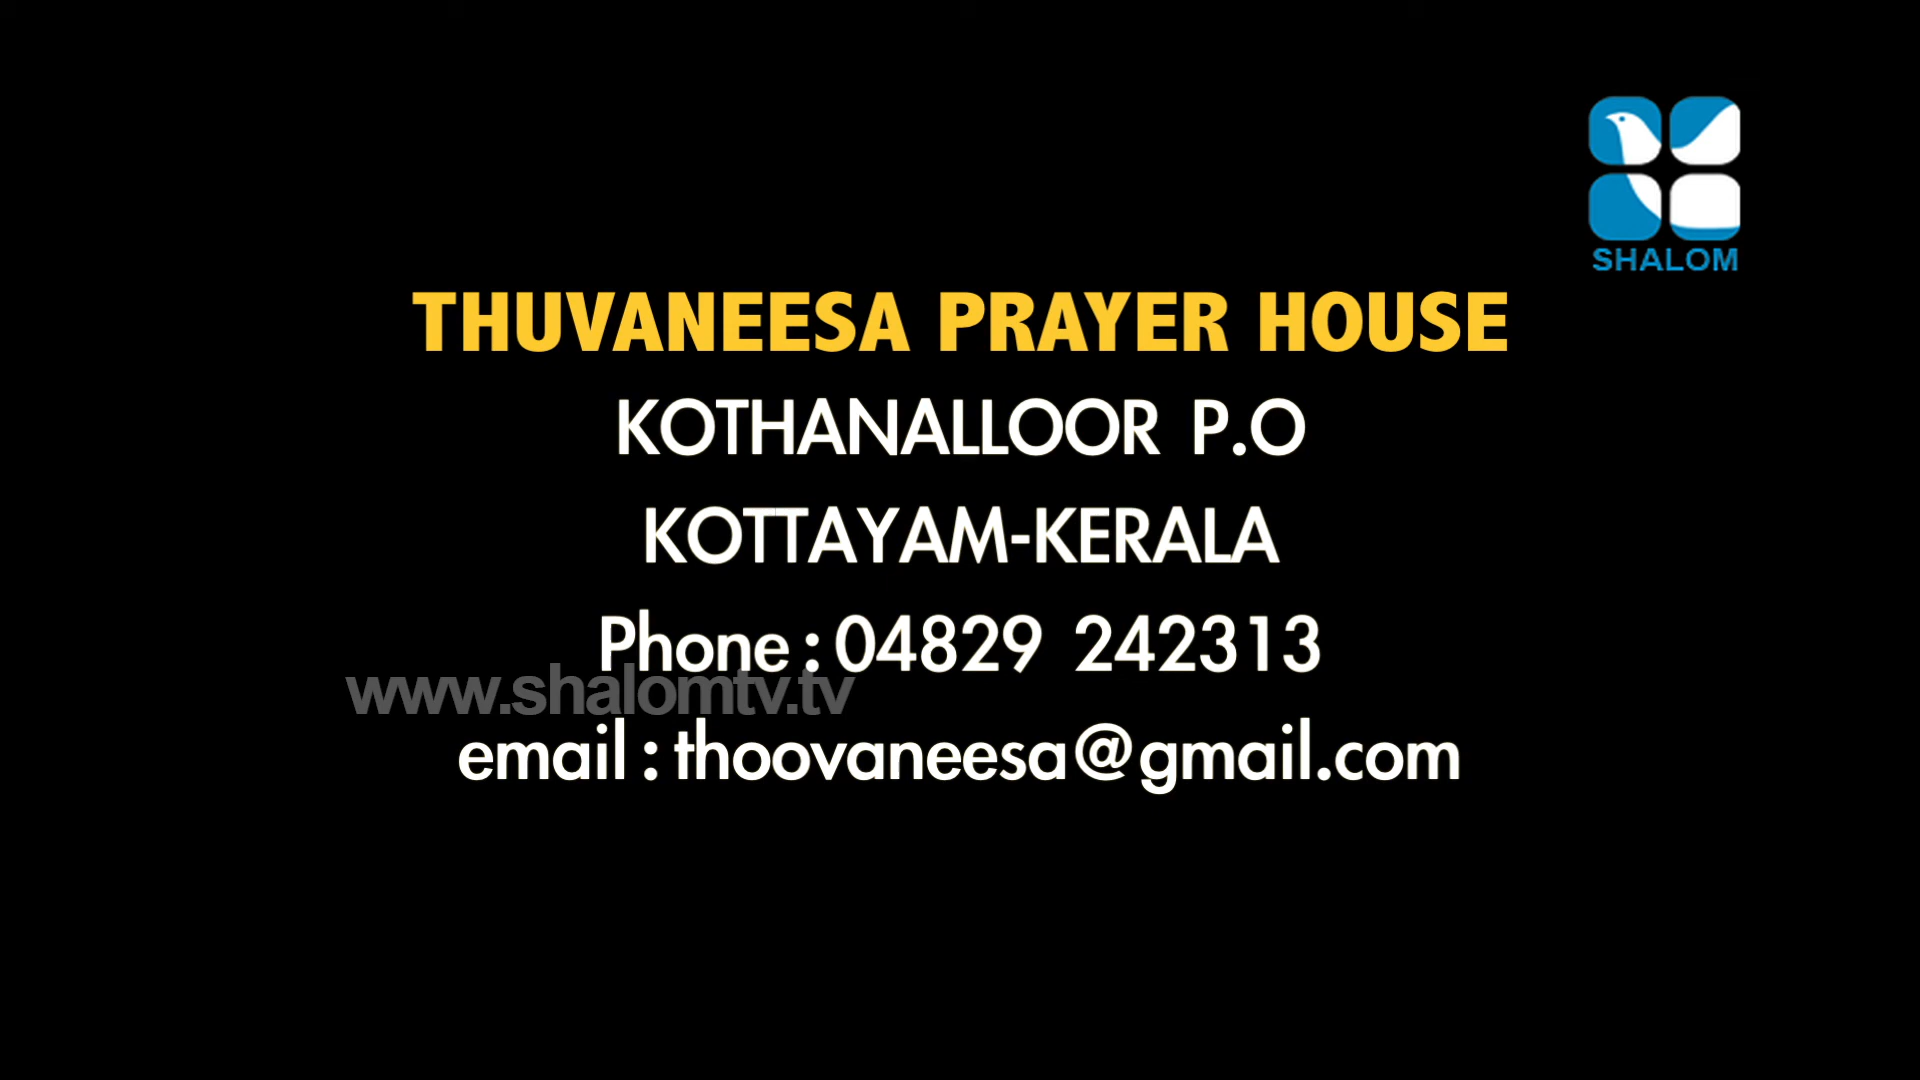 SHALOM
THUVANEESA PRAYER HOUSE
KOTHANALLOOR P.O
KOTTAYAM-KERALA
Phone : 04829 242313
www.shalomtv.tv
email : thoovaneesa@gmail.com